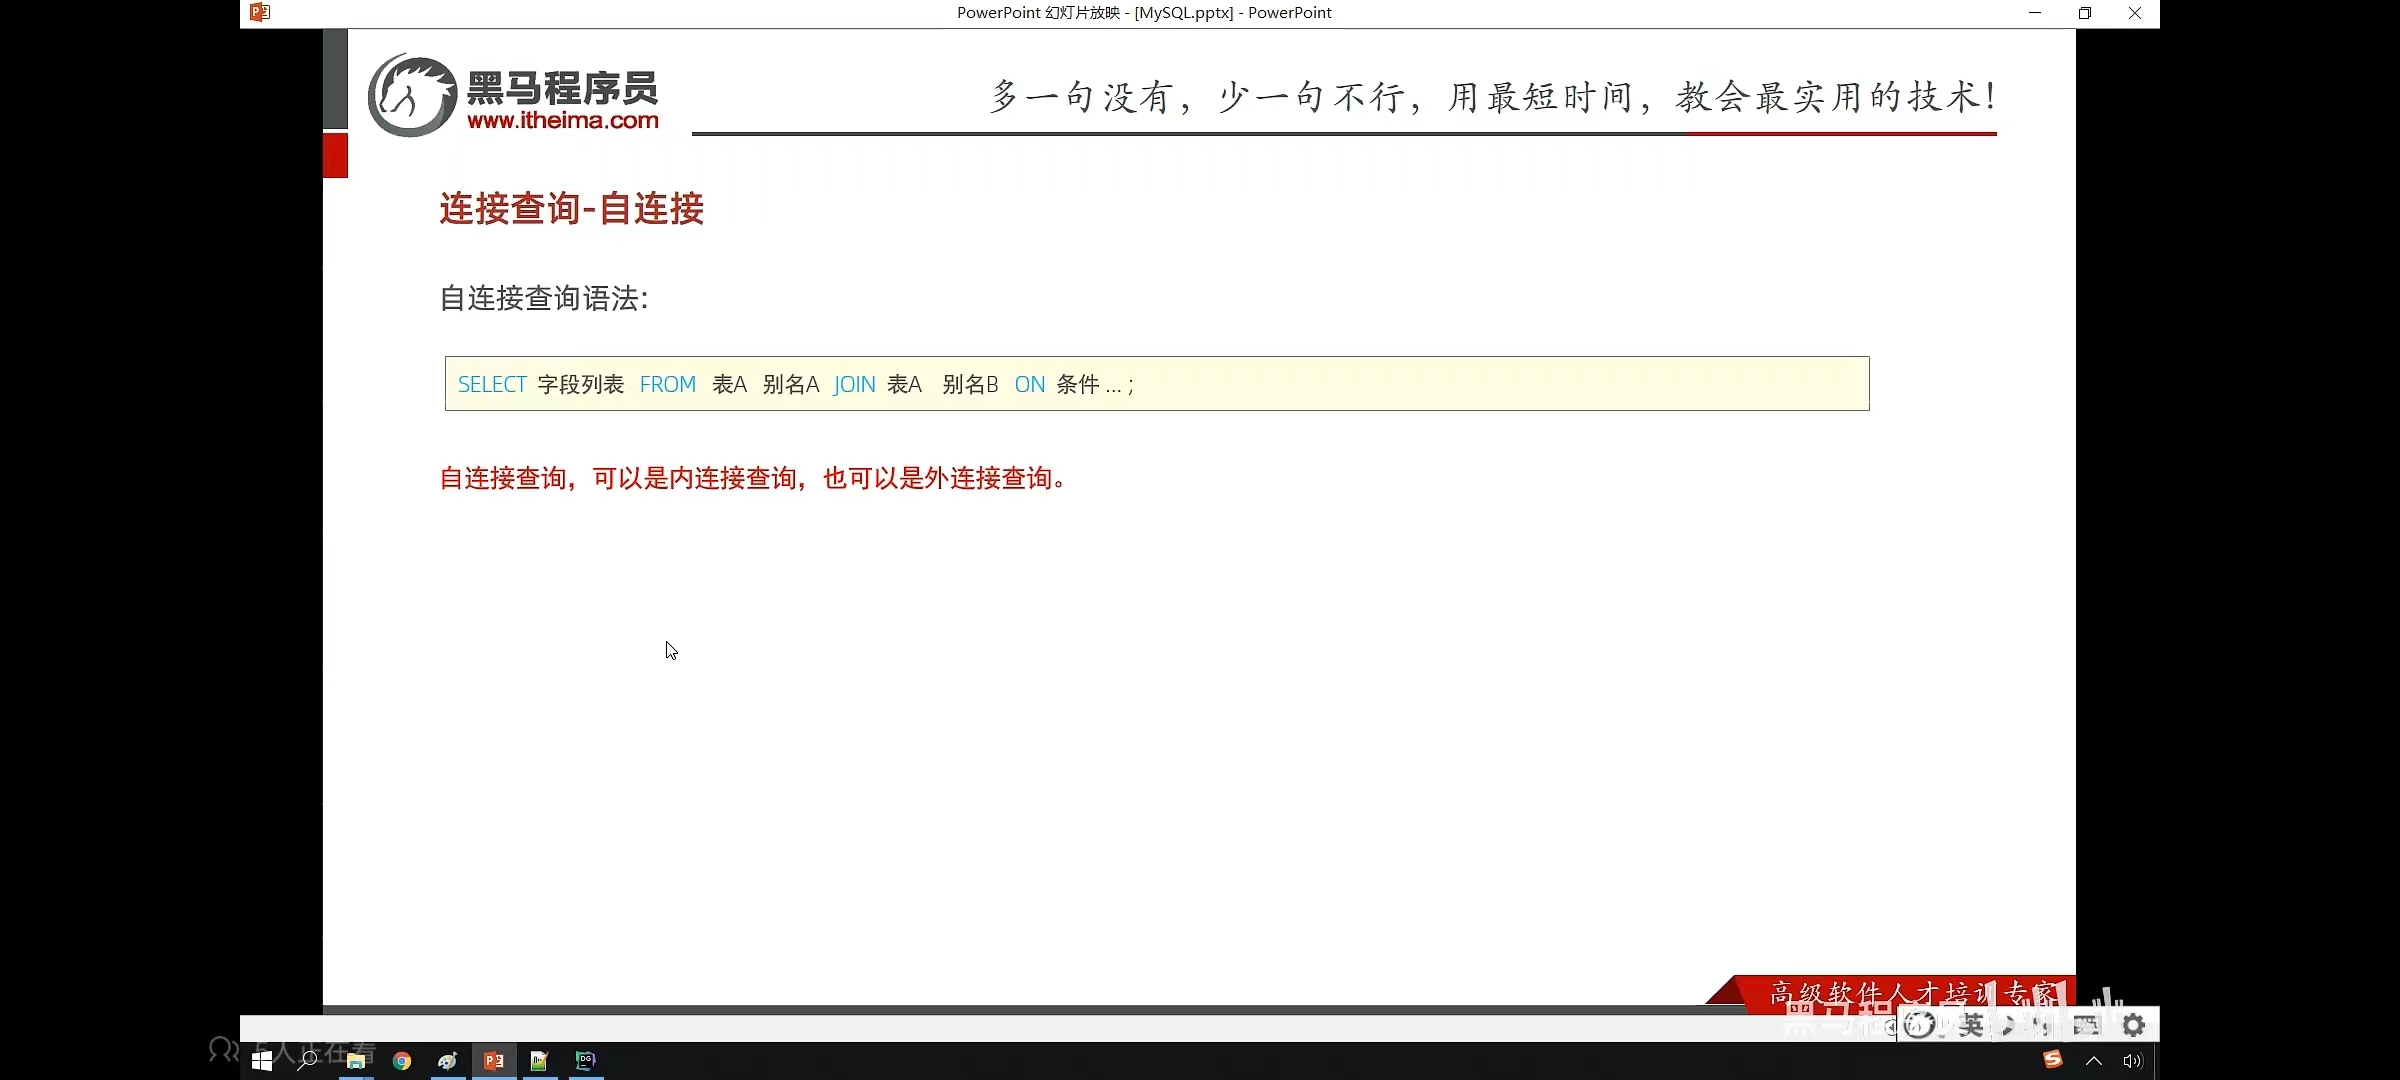 PowerPoint 幻灯片放映 - [MySQL.pptx] - PowerPoint
黑马程序员
www.itheima.com
多一句没有，少一句不行，用最短时间，教会最实用的技术！
连接查询-自连接
自连接查询语法：
SELECT 字段列表 FROM 表A 别名A JOIN 表A 别名B ON 条件 ... ;
自连接查询，可以是内连接查询，也可以是外连接查询。
高级软件人才培训专家
英
5人正在看